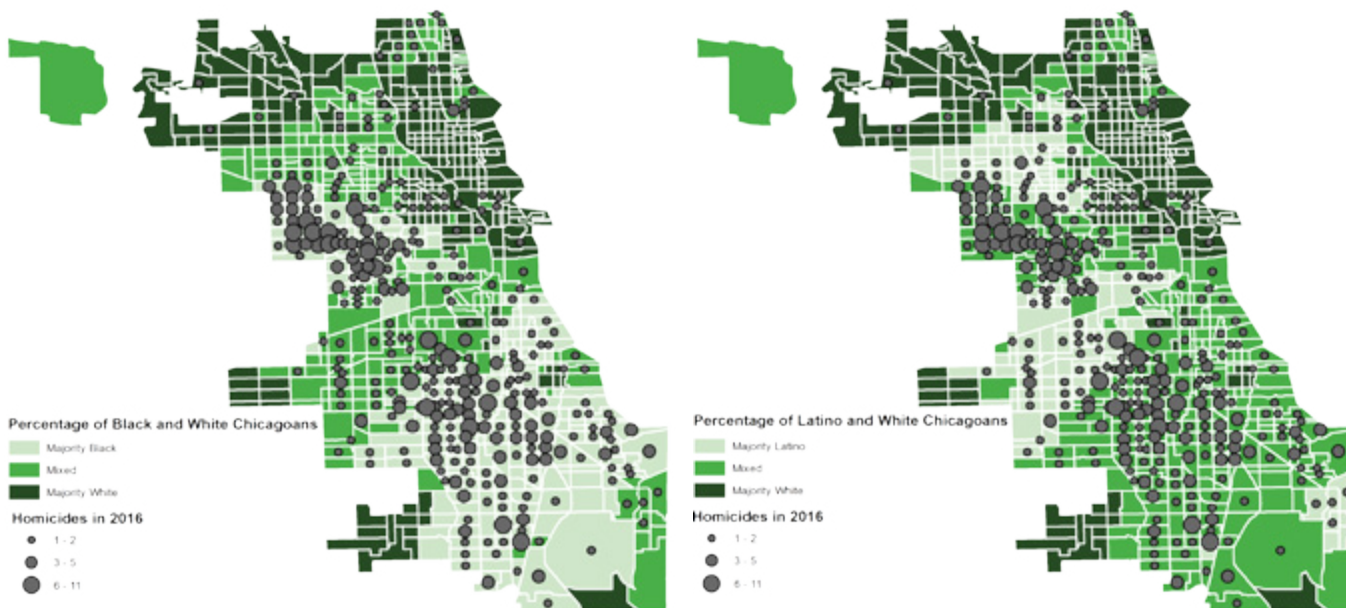 Percentage of Black and White Chicagoans
Majority Black
Mixed
Majority White
Homicides in 2016
1 - 2
3 - 5
6 - 11
Percentage of Latino and White Chicagoans
Majority Latino
Mixed
Majority White
Homicides in 2016
1 - 2
3 - 5
6 - 11